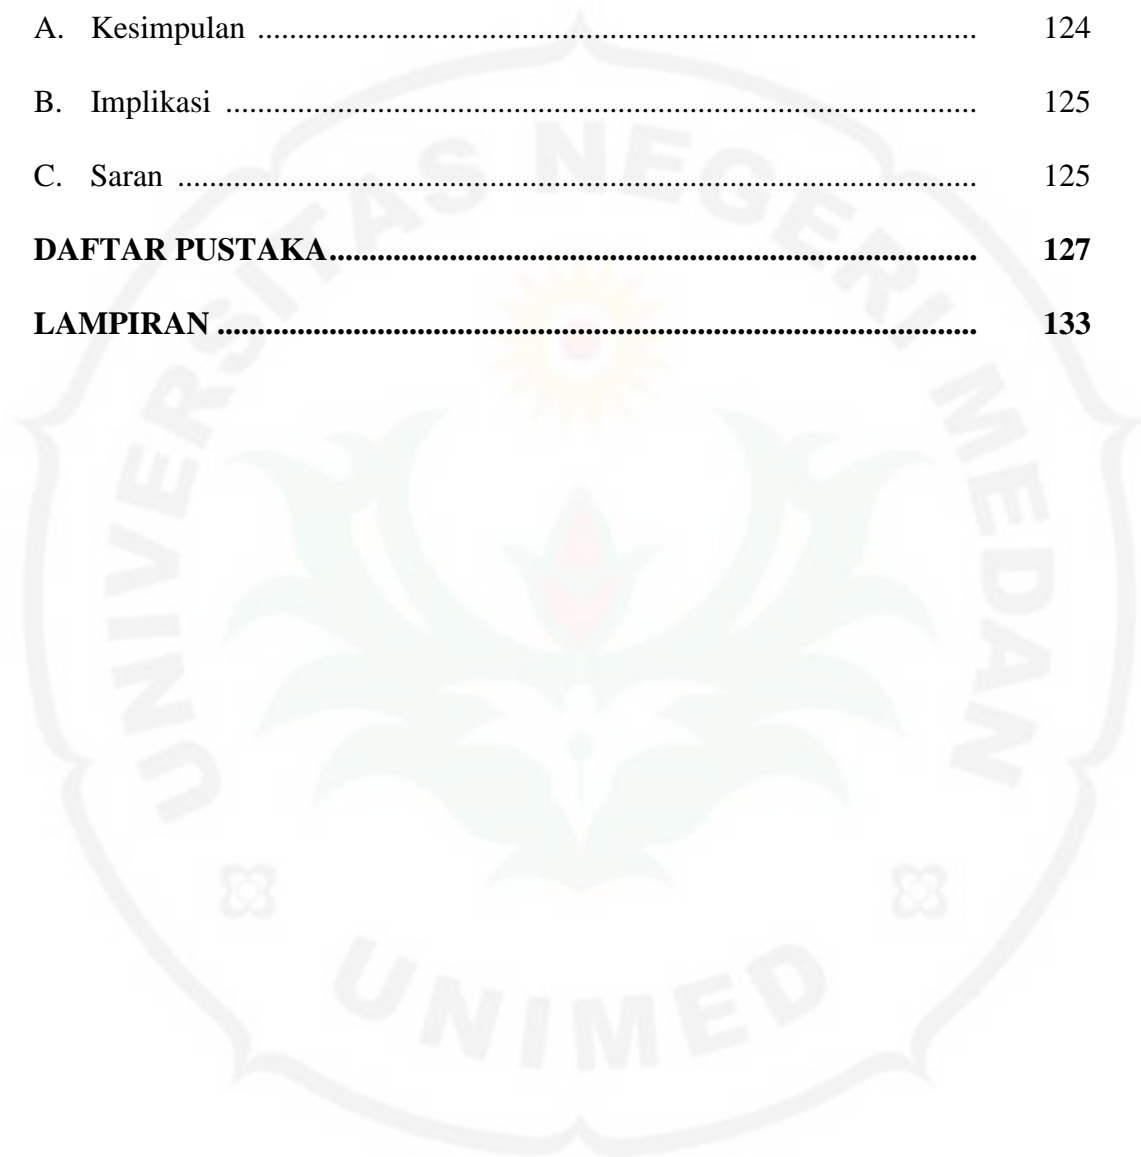 A. Kesimpulan .......................................................................................... 124
B. Implikasi .............................................................................................. 125
C. Saran .................................................................................................... 125
DAFTAR PUSTAKA................................................................................. 127
LAMPIRAN ............................................................................................... 133
UNIVERSITAS NEGERI MEDAN
UNIMED